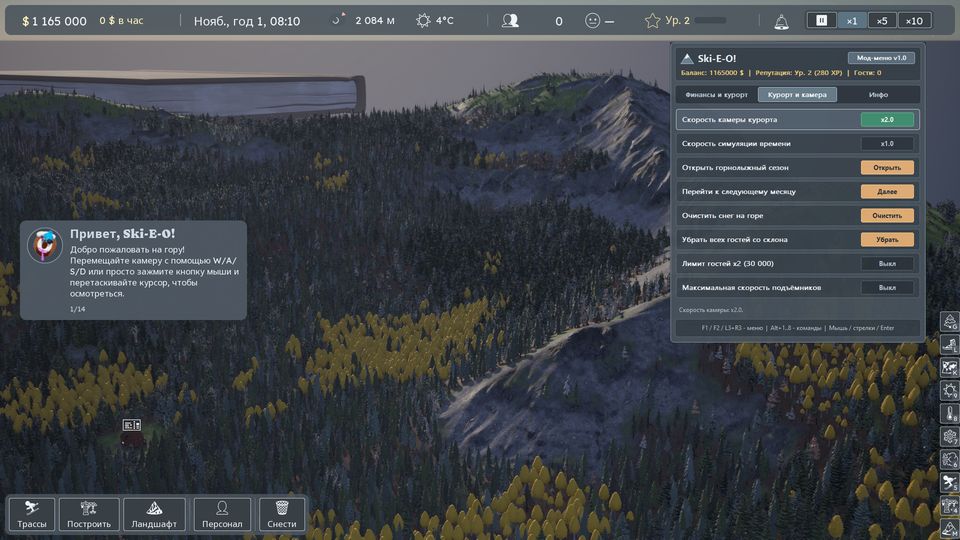 $ 1 165 000
0 $ в час
Нояб., год 1, 08:10
2 084 м
4°C
0
—
Ур. 2
x1
x5
x10
Ski-E-O!
Мод-меню v1.0
Баланс: 1165000 $ | Репутация: Ур. 2 (280 XP) | Гости: 0
Финансы и курорт
Курорт и камера
Инфо
Скорость камеры курорта
x2.0
Скорость симуляции времени
x1.0
Открыть горнолыжный сезон
Открыть
Перейти к следующему месяцу
Далее
Очистить снег на горе
Очистить
Убрать всех гостей со склона
Убрать
Лимит гостей x2 (30 000)
Выкл
Максимальная скорость подъёмников
Выкл
Скорость камеры: x2.0.
F1 / F2 / L3+R3 - меню | Alt+1..8 - команды | Мышь / стрелки / Enter
Привет, Ski-E-O!
Добро пожаловать на гору!
Перемещайте камеру с помощью W/A/
S/D или просто зажмите кнопку мыши и
перетаскивайте курсор, чтобы
осмотреться.
1/14
Трассы
Построить
Ландшафт
Персонал
Снести
G
L
K
9
8
7
6
5
4
M